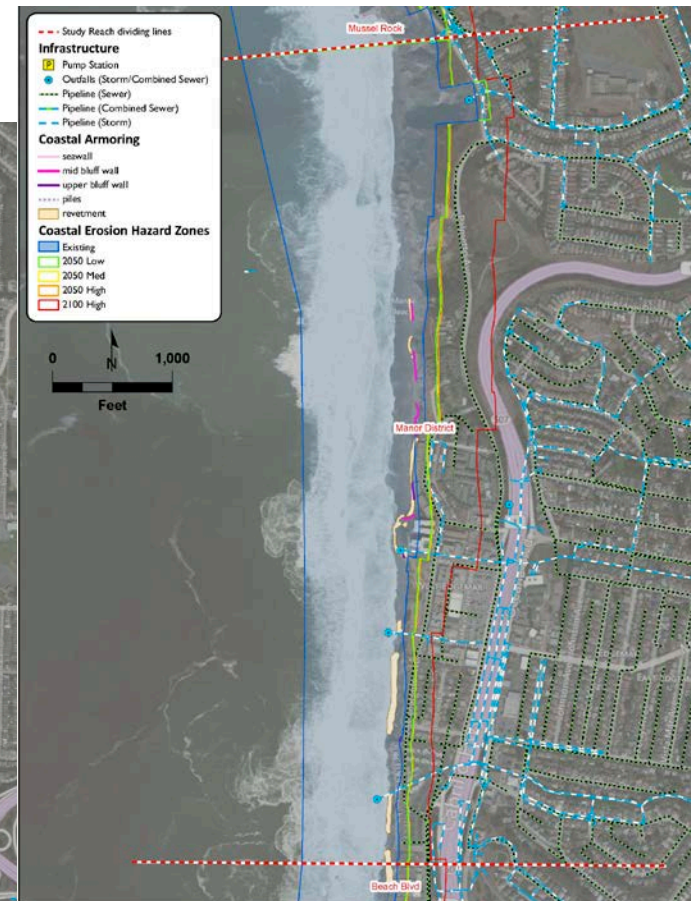 Study Reach dividing lines
Infrastructure
P Pump Station
Outfalls (Storm/Combined Sewer)
Pipeline (Sewer)
Pipeline (Combined Sewer)
Pipeline (Storm)
Coastal Armoring
seawall
mid bluff wall
upper bluff wall
piles
revetment
Coastal Erosion Hazard Zones
Existing
2050 Low
2050 Med
2050 High
2100 High
N
0 1,000
Feet
Mussel Rock
Manor District
Beach Blvd